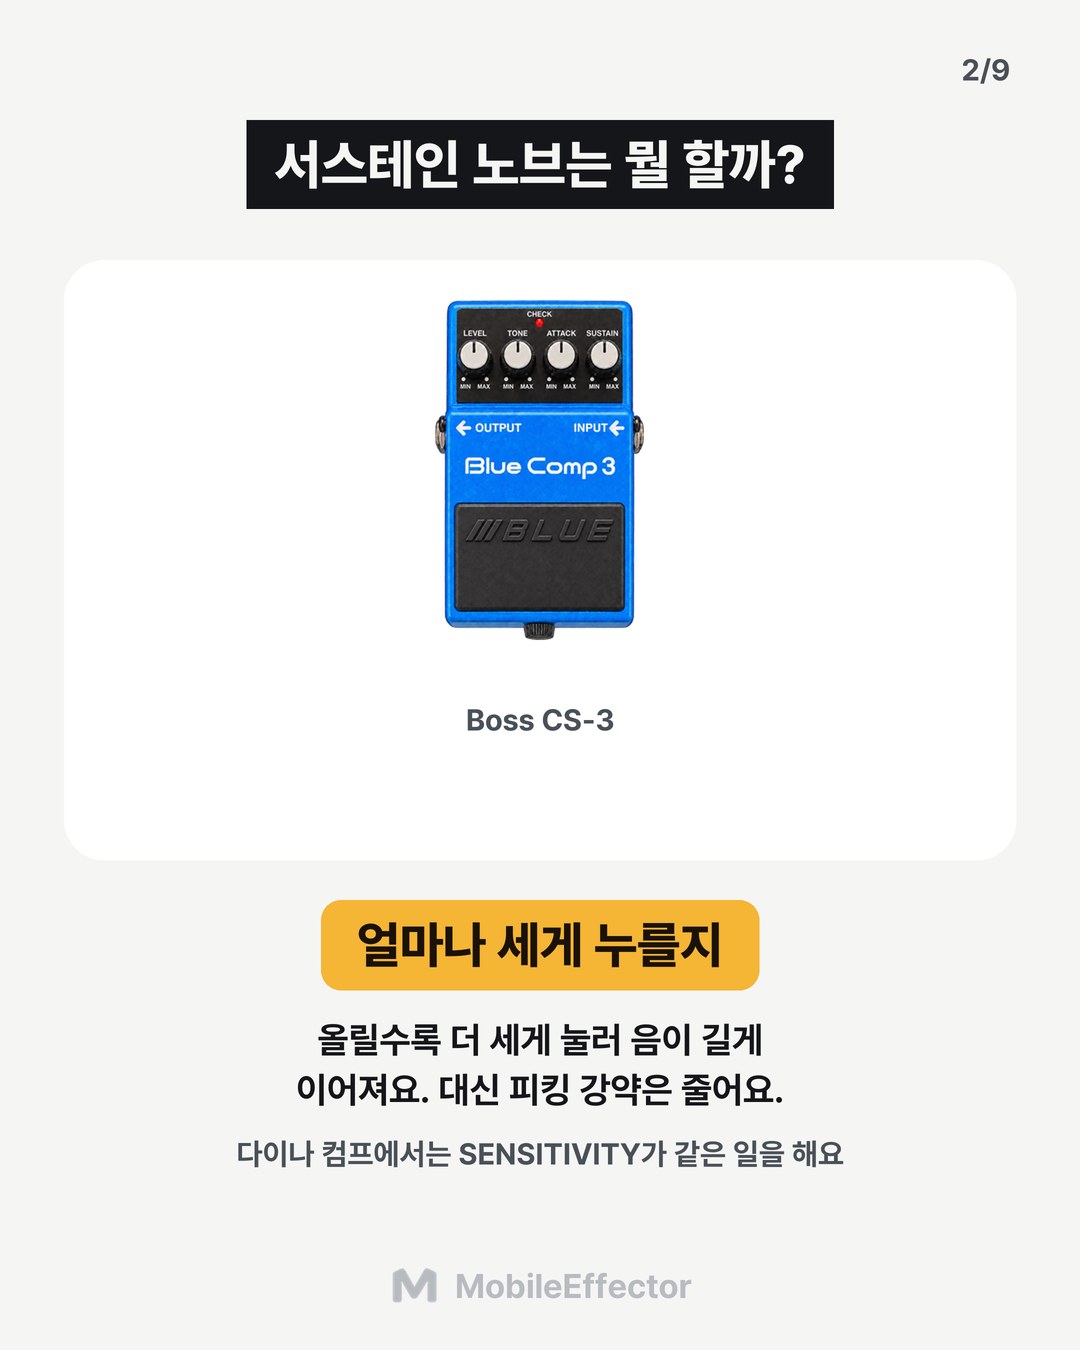 2/9
서스테인 노브는 뭘 할까?
CHECK
LEVEL TONE ATTACK SUSTAIN
MIN MAX MIN MAX MIN MAX MIN MAX
OUTPUT INPUT
Blue Comp 3
BLUE
Boss CS-3
얼마나 세게 누를지
올릴수록 더 세게 눌러 음이 길게
이어져요. 대신 피킹 강약은 줄어요.
다이나 컴프에서는 SENSITIVITY가 같은 일을 해요
MobileEffector